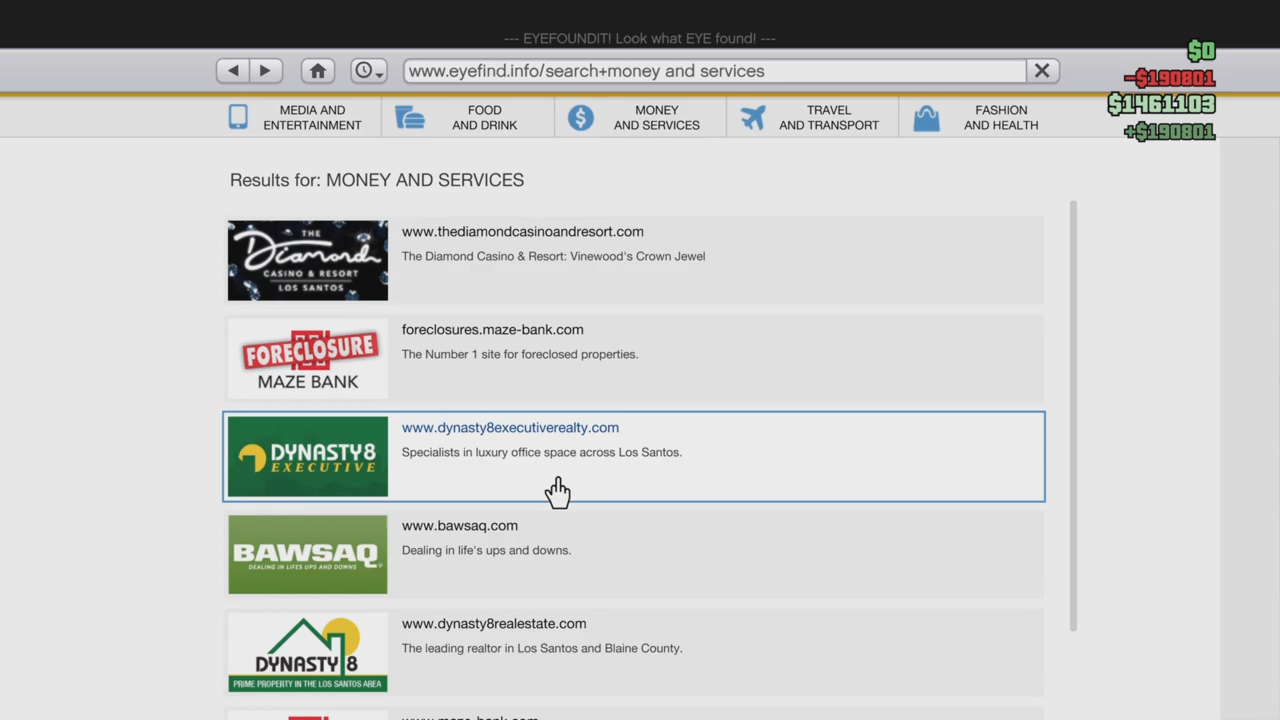 --- EYEFOUNDIT! Look what EYE found! ---
$0
www.eyefind.info/search+money and services
-$190801
$1461103
+$190801
MEDIA AND
ENTERTAINMENT
FOOD
AND DRINK
MONEY
AND SERVICES
TRAVEL
AND TRANSPORT
FASHION
AND HEALTH
Results for: MONEY AND SERVICES
THE
Diamond
CASINO & RESORT
LOS SANTOS
www.thediamondcasinoandresort.com
The Diamond Casino & Resort: Vinewood's Crown Jewel
FORECLOSURE
MAZE BANK
foreclosures.maze-bank.com
The Number 1 site for foreclosed properties.
DYNASTY8
EXECUTIVE
www.dynasty8executiverealty.com
Specialists in luxury office space across Los Santos.
BAWSAQ
DEALING IN LIFE'S UPS AND DOWNS
www.bawsaq.com
Dealing in life's ups and downs.
DYNASTY 8
PRIME PROPERTY IN THE LOS SANTOS AREA
www.dynasty8realestate.com
The leading realtor in Los Santos and Blaine County.